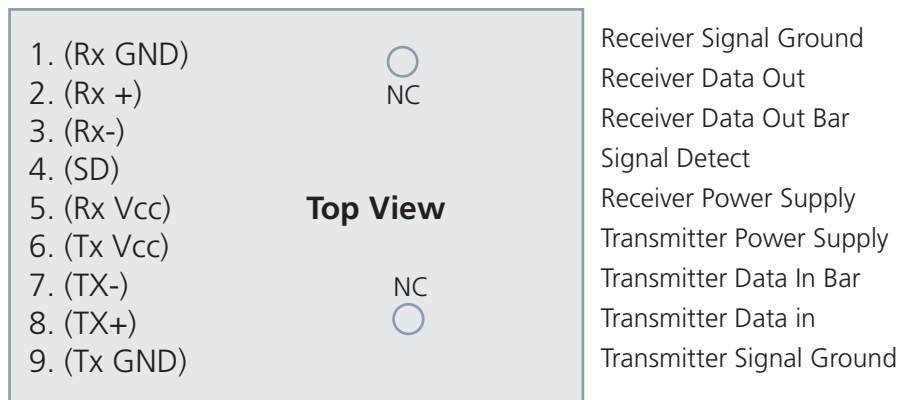 1. (Rx GND)
2. (Rx +)
3. (Rx-)
4. (SD)
5. (Rx Vcc)
6. (Tx Vcc)
7. (TX-)
8. (TX+)
9. (Tx GND)
NC
Top View
NC
Receiver Signal Ground
Receiver Data Out
Receiver Data Out Bar
Signal Detect
Receiver Power Supply
Transmitter Power Supply
Transmitter Data In Bar
Transmitter Data in
Transmitter Signal Ground